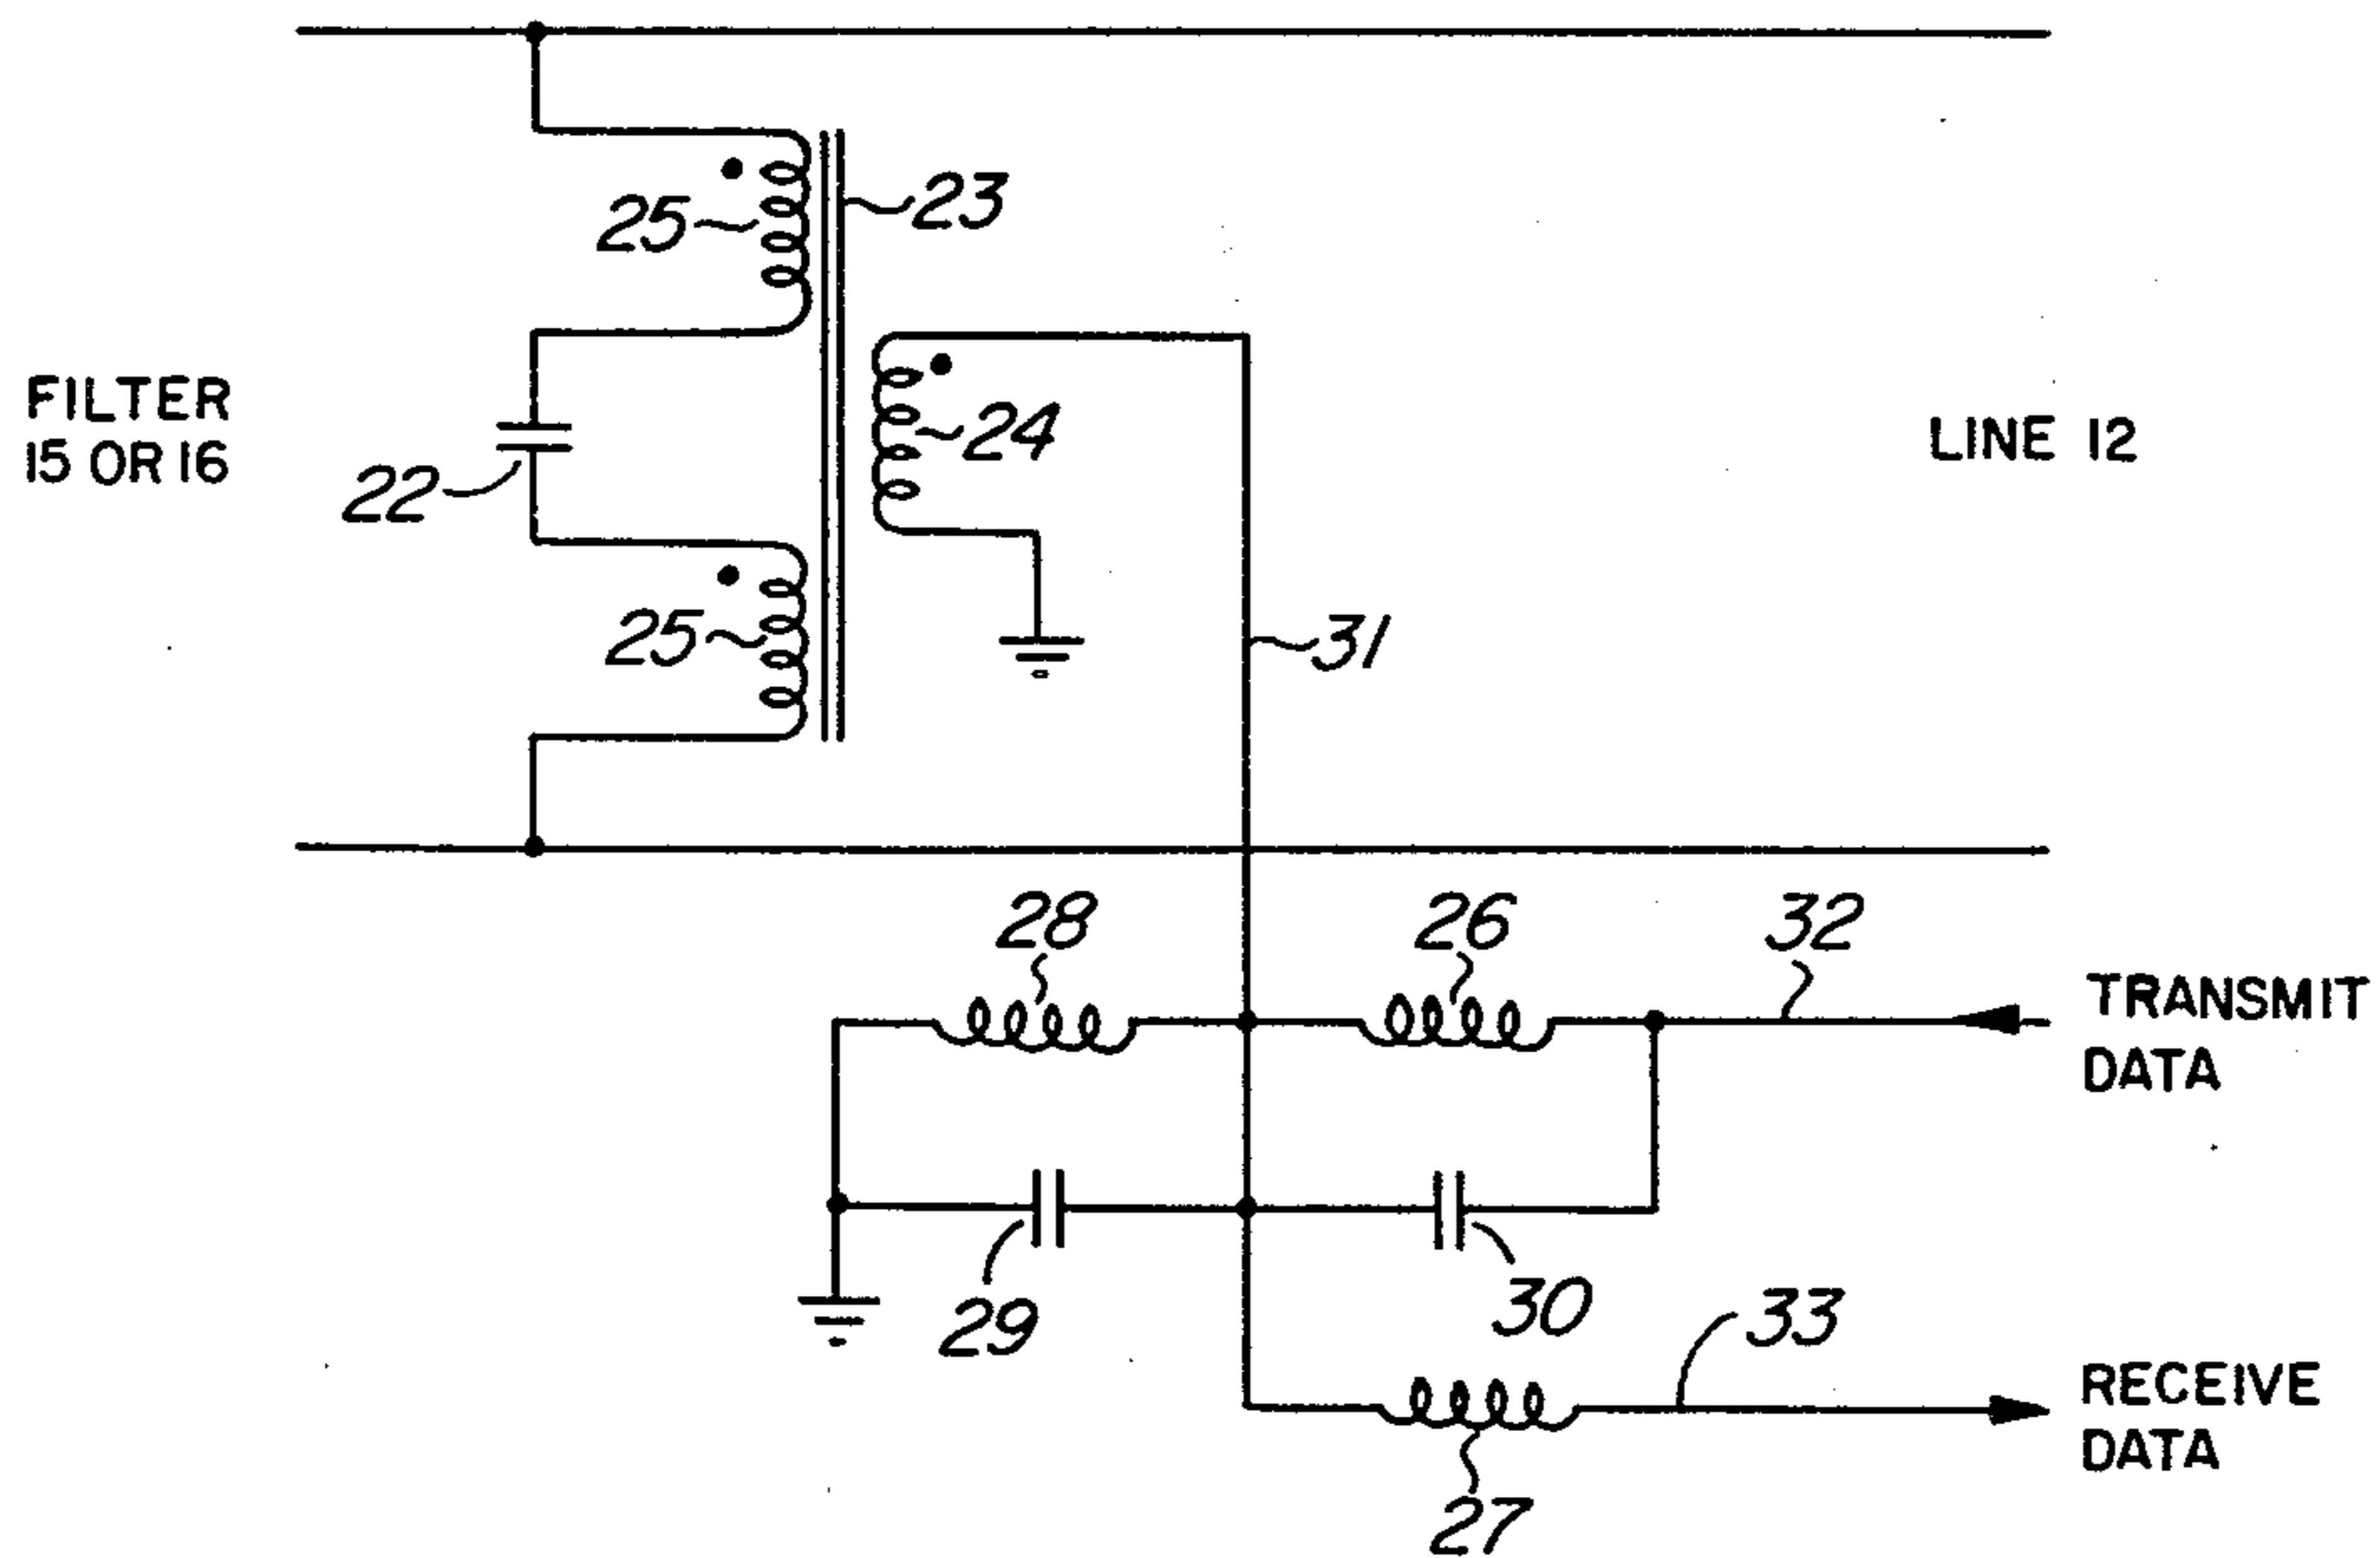 23
25
FILTER
15 OR 16
24
LINE 12
22
25
31
28
26
32
TRANSMIT
DATA
29
30
33
RECEIVE
DATA
27